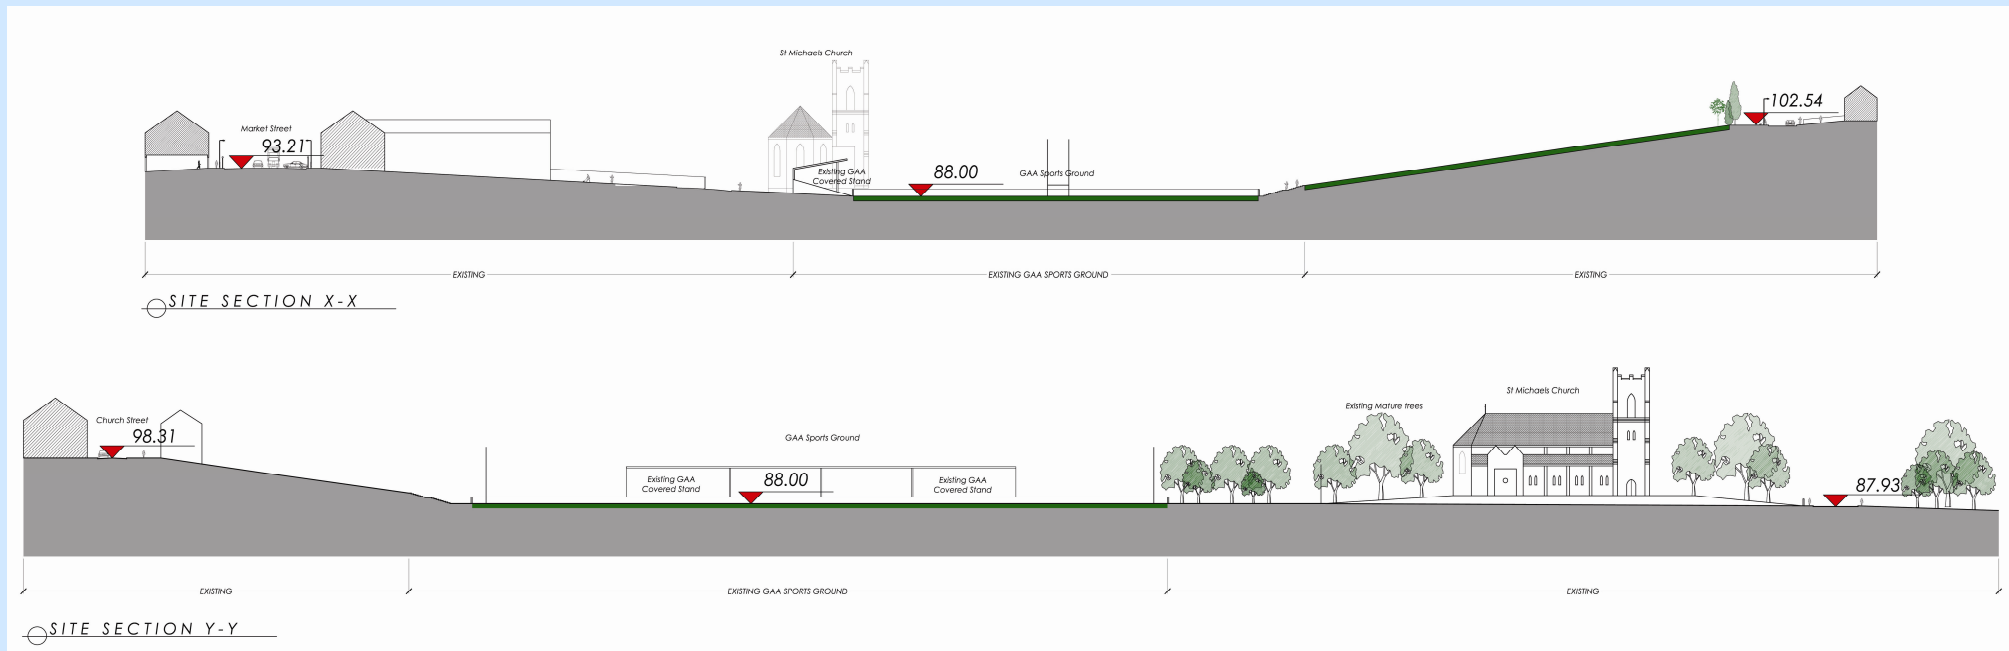 St Michaels Church
Market Street
93.21
Existing GAA
Covered Stand
88.00
GAA Sports Ground
102.54
EXISTING
EXISTING GAA SPORTS GROUND
EXISTING
SITE SECTION X-X
Church Street
98.31
GAA Sports Ground
Existing GAA
Covered Stand
88.00
Existing GAA
Covered Stand
Existing Mature trees
St Michaels Church
87.93
EXISTING
EXISTING GAA SPORTS GROUND
EXISTING
SITE SECTION Y-Y